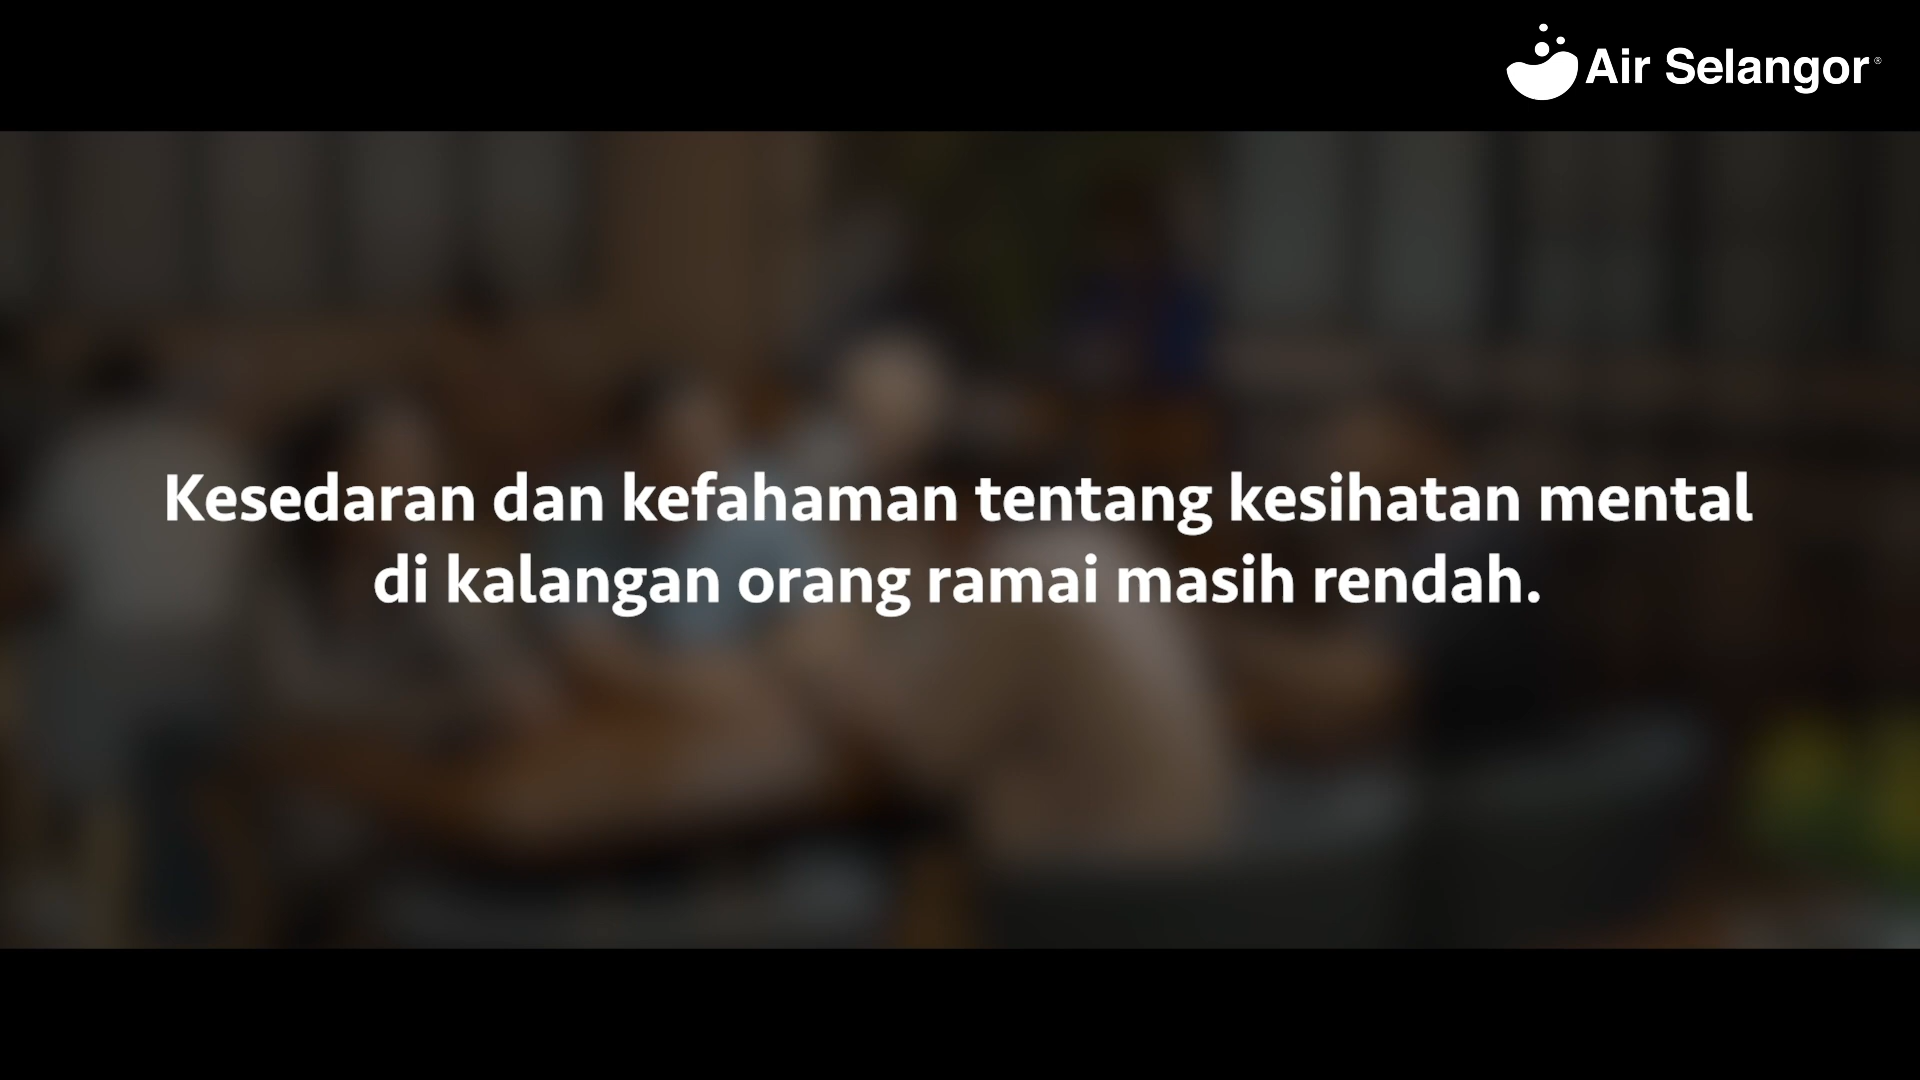 Air Selangor®
Kesedaran dan kefahaman tentang kesihatan mental
di kalangan orang ramai masih rendah.